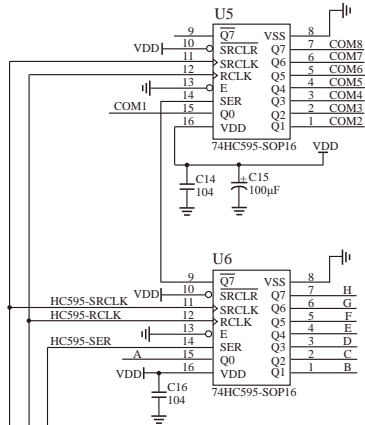 U5
9 Q7 VSS 8
VDD 10 SRCLR Q7 7 COM8
11 SRCLK Q6 6 COM7
12 RCLK Q5 5 COM6
13 E Q4 4 COM5
14 SER Q3 3 COM4
COM1 15 Q0 Q2 2 COM3
16 VDD Q1 1 COM2
74HC595-SOP16
VDD
C14
104
+ C15
100μF
U6
9 Q7 VSS 8
VDD 10 SRCLR Q7 7 H
HC595-SRCLK 11 SRCLK Q6 6 G
HC595-RCLK 12 RCLK Q5 5 F
13 E Q4 4 E
HC595-SER 14 SER Q3 3 D
A 15 Q0 Q2 2 C
VDD 16 VDD Q1 1 B
74HC595-SOP16
C16
104